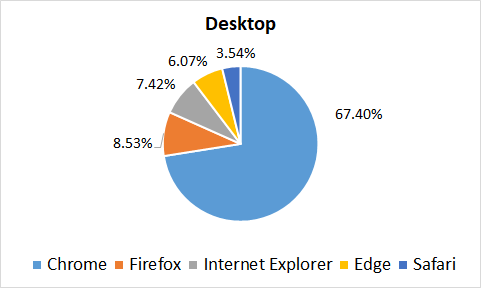 Desktop
3.54%
6.07%
7.42%
67.40%
8.53%
Chrome Firefox Internet Explorer Edge Safari